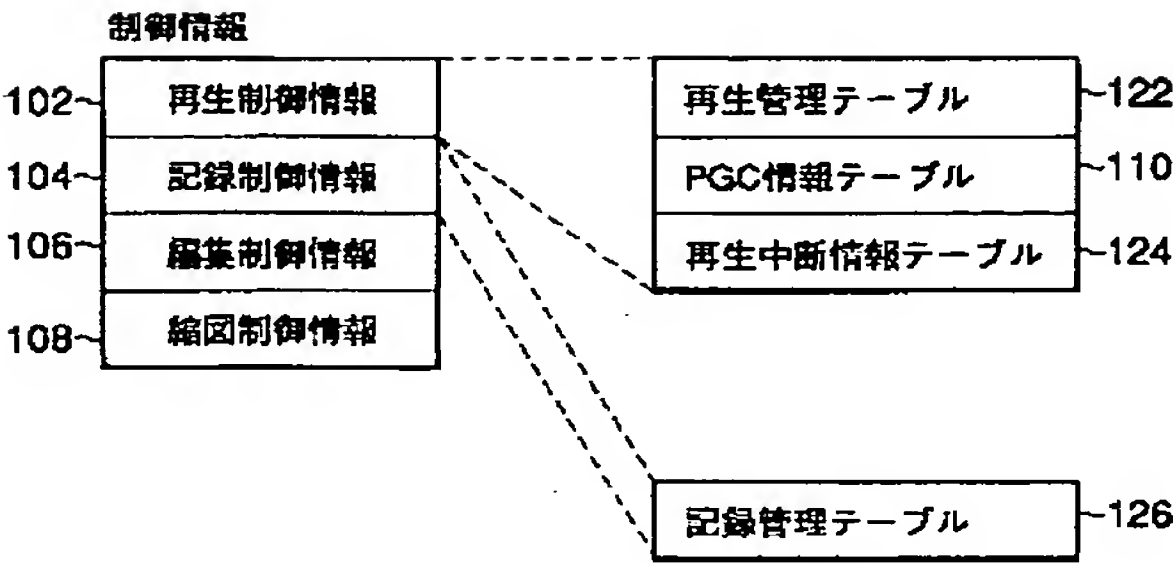 制御情報
102 再生制御情報
104 記録制御情報
106 編集制御情報
108 縮図制御情報
再生管理テーブル 122
PGC情報テーブル 110
再生中断情報テーブル 124
記録管理テーブル 126